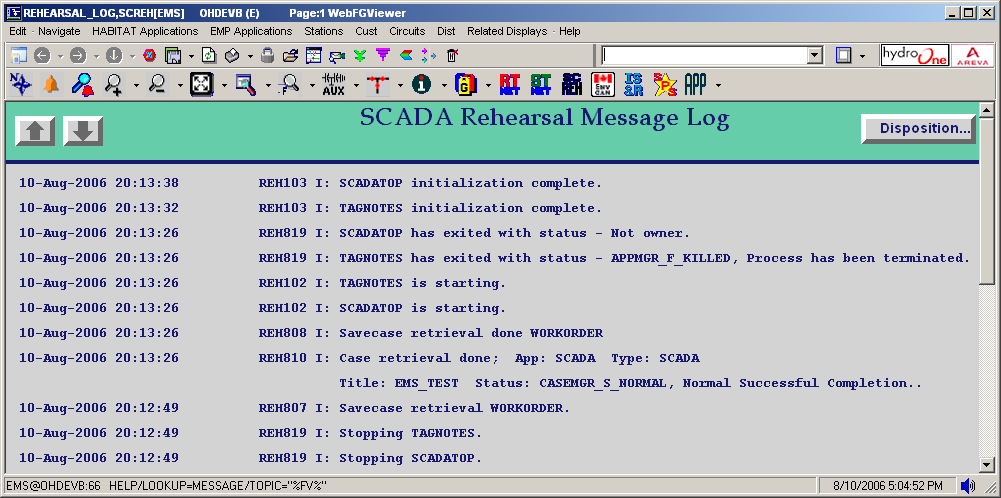 REHEARSAL_LOG,SCREH[EMS] OHDEVB (E) Page:1 WebFGViewer
Edit · Navigate HABITAT Applications EMP Applications Stations Cust Circuits Dist Related Displays · Help
hydro One AREVA
AUX RT NET ST NET SC REH ENV CAN IS S&R APP
SCADA Rehearsal Message Log
Disposition...
10-Aug-2006 20:13:38 REH103 I: SCADATOP initialization complete.
10-Aug-2006 20:13:32 REH103 I: TAGNOTES initialization complete.
10-Aug-2006 20:13:26 REH819 I: SCADATOP has exited with status - Not owner.
10-Aug-2006 20:13:26 REH819 I: TAGNOTES has exited with status - APPMGR_F_KILLED, Process has been terminated.
10-Aug-2006 20:13:26 REH102 I: TAGNOTES is starting.
10-Aug-2006 20:13:26 REH102 I: SCADATOP is starting.
10-Aug-2006 20:13:26 REH808 I: Savecase retrieval done WORKORDER
10-Aug-2006 20:13:26 REH810 I: Case retrieval done; App: SCADA Type: SCADA
Title: EMS_TEST Status: CASEMGR_S_NORMAL, Normal Successful Completion..
10-Aug-2006 20:12:49 REH807 I: Savecase retrieval WORKORDER.
10-Aug-2006 20:12:49 REH819 I: Stopping TAGNOTES.
10-Aug-2006 20:12:49 REH819 I: Stopping SCADATOP.
EMS@OHDEVB:66 HELP/LOOKUP=MESSAGE/TOPIC="%FV%" 8/10/2006 5:04:52 PM